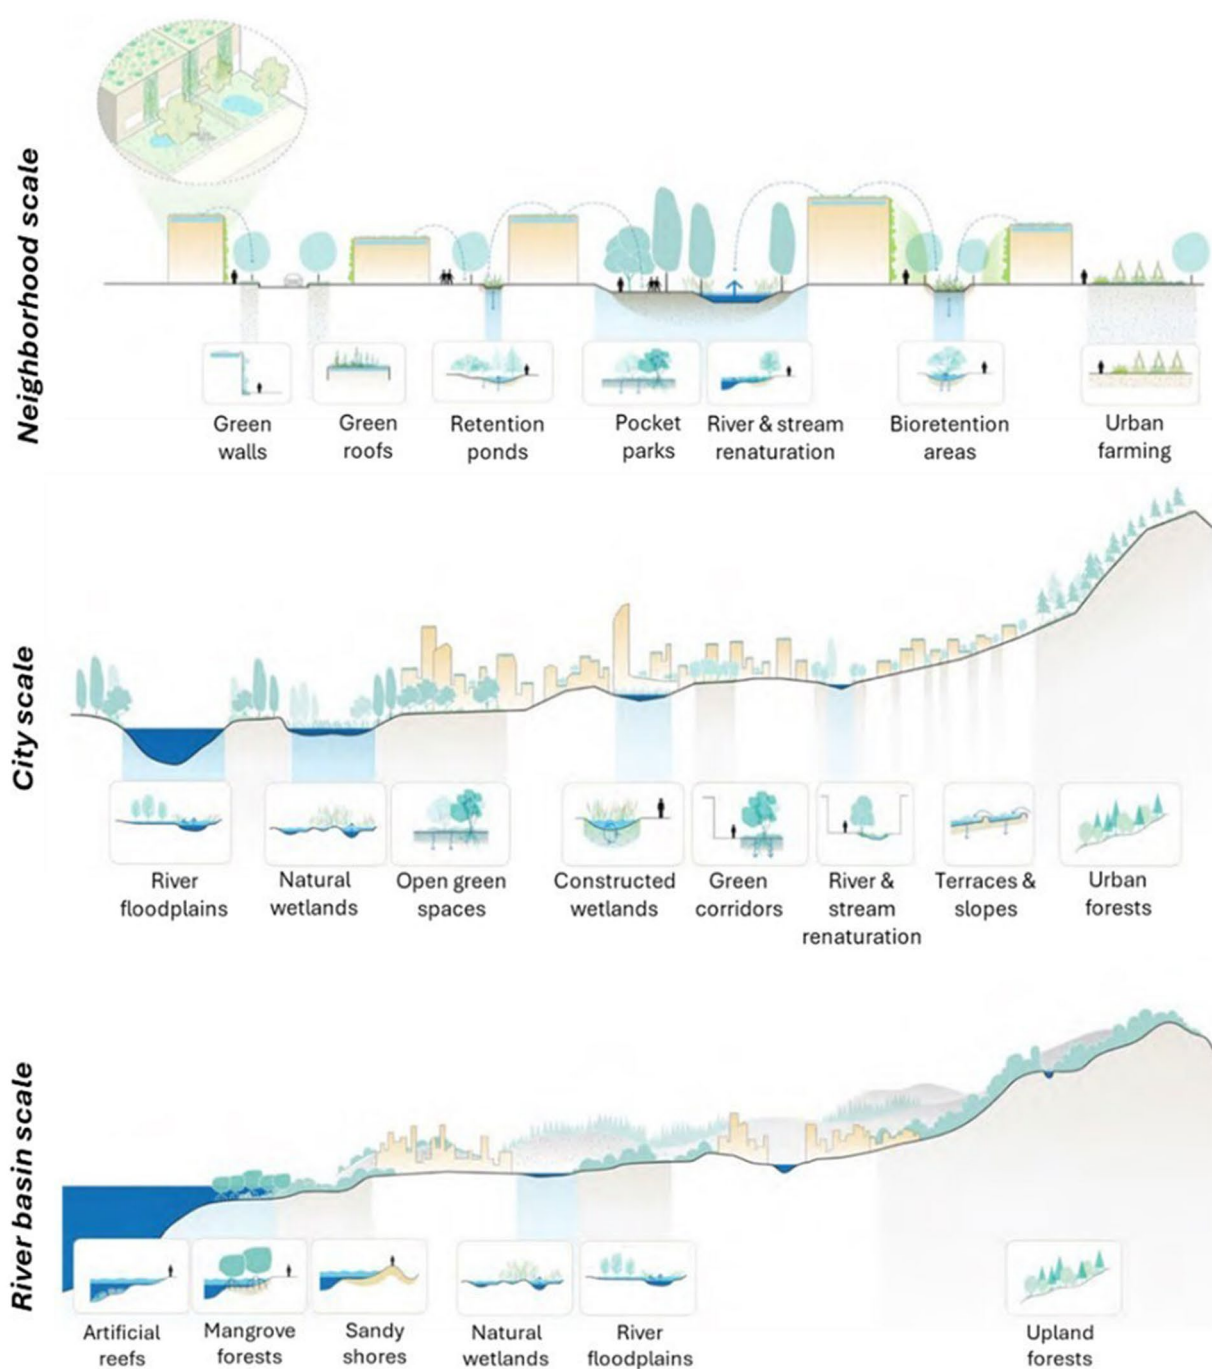 Neighborhood scale
Green
walls
Green
roofs
Retention
ponds
Pocket
parks
River & stream
renaturation
Bioretention
areas
Urban
farming
City scale
River
floodplains
Natural
wetlands
Open green
spaces
Constructed
wetlands
Green
corridors
River &
stream
renaturation
Terraces &
slopes
Urban
forests
River basin scale
Artificial
reefs
Mangrove
forests
Sandy
shores
Natural
wetlands
River
floodplains
Upland
forests